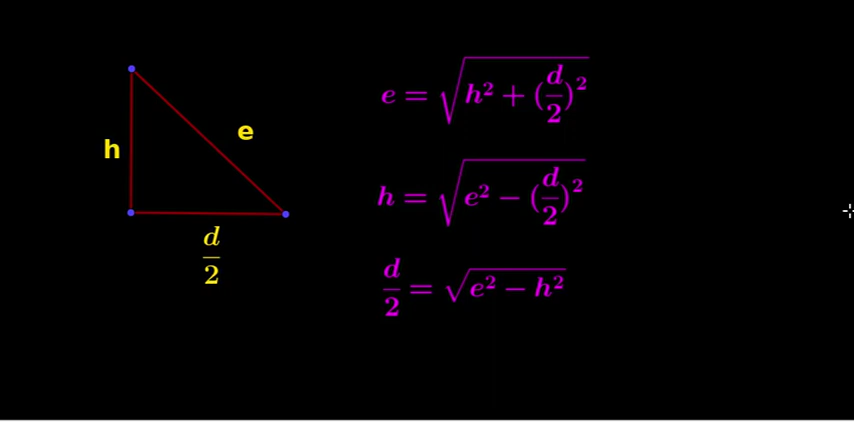 h
e
d/2
e = √(h² + (d/2)²)
h = √(e² − (d/2)²)
d/2 = √(e² − h²)